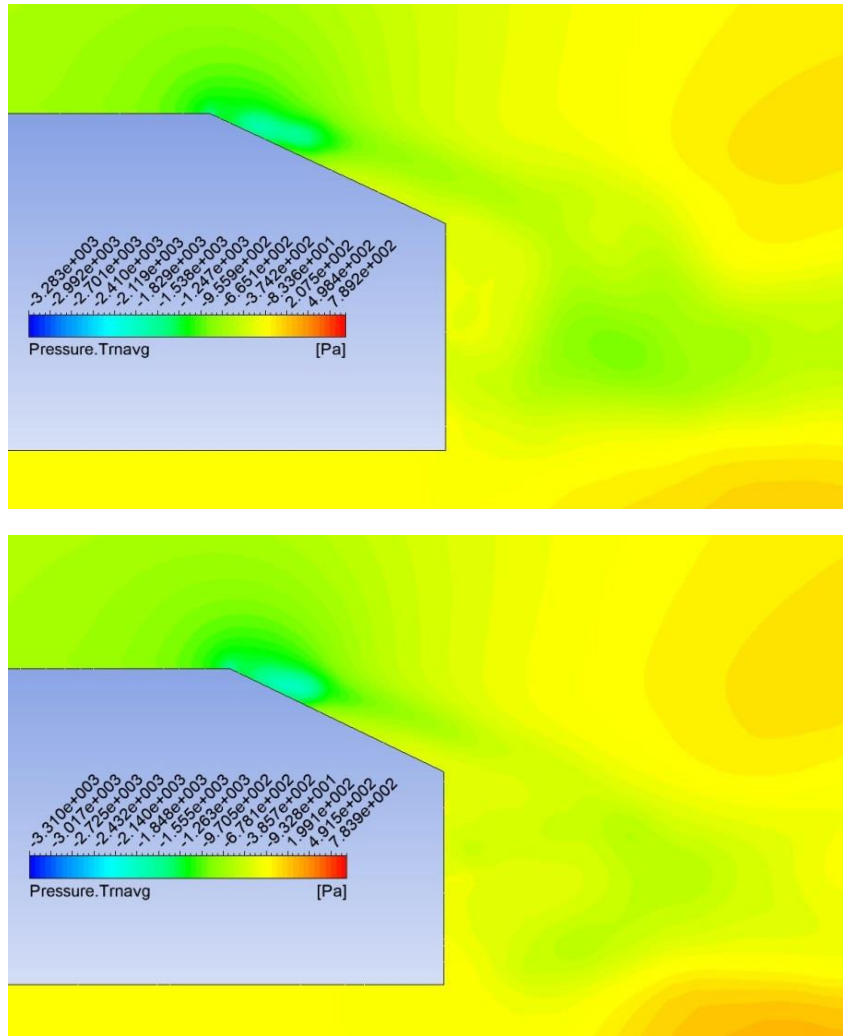 -3.283e+003
-2.992e+003
-2.701e+003
-2.410e+003
-2.119e+003
-1.829e+003
-1.538e+003
-1.247e+003
-9.559e+002
-6.651e+002
-3.742e+002
-8.336e+001
2.075e+002
4.984e+002
7.892e+002
Pressure.Trnavg [Pa]
-3.310e+003
-3.017e+003
-2.725e+003
-2.432e+003
-2.140e+003
-1.848e+003
-1.555e+003
-1.263e+003
-9.705e+002
-6.781e+002
-3.857e+002
-9.328e+001
1.991e+002
4.915e+002
7.839e+002
Pressure.Trnavg [Pa]